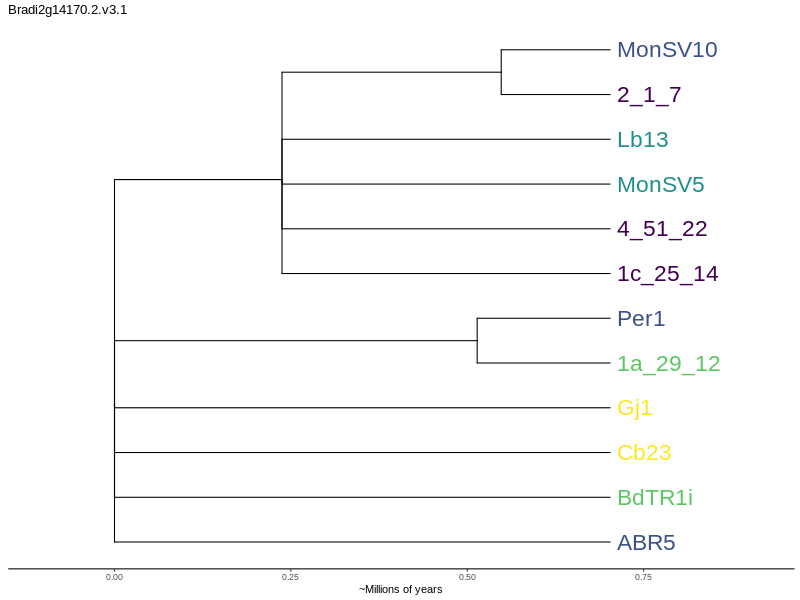 Bradi2g14170.2.v3.1
MonSV10
2_1_7
Lb13
MonSV5
4_51_22
1c_25_14
Per1
1a_29_12
Gj1
Cb23
BdTR1i
ABR5
0.00 0.25 0.50 0.75
~Millions of years